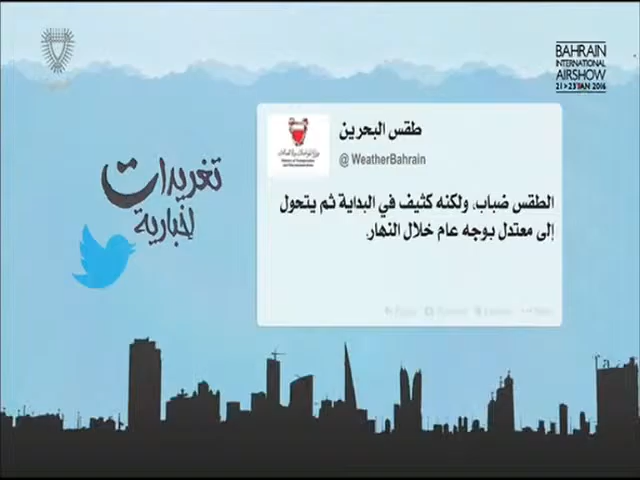 BAHRAIN
INTERNATIONAL
AIRSHOW
21>23 JAN 2016
طقس البحرين
@ WeatherBahrain
تغريدات
إخبارية
الطقس ضباب، ولكنه كثيف في البداية ثم يتحول
إلى معتدل بوجه عام خلال النهار.